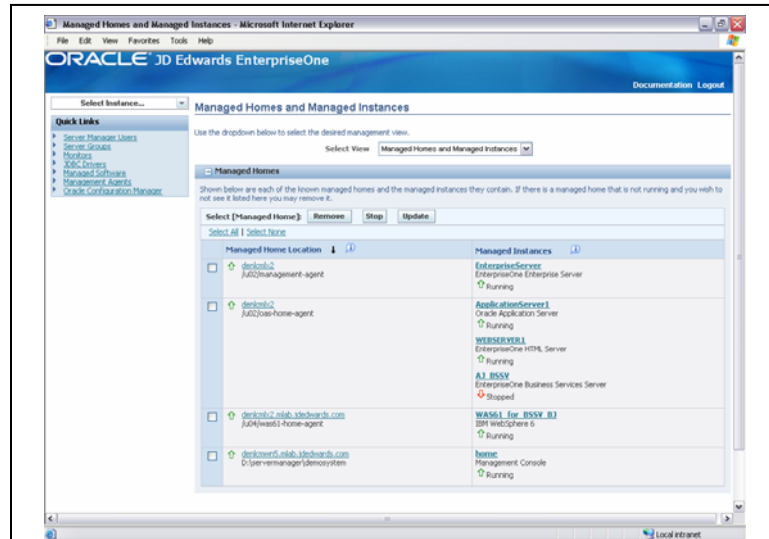 Managed Homes and Managed Instances - Microsoft Internet Explorer
File Edit View Favorites Tools Help
ORACLE JD Edwards EnterpriseOne
Documentation Logout
Select Instance...
Quick Links
Server Manager Users
Server Groups
Monitors
JDBC Drivers
Managed Software
Management Agents
Oracle Configuration Manager
Managed Homes and Managed Instances
Use the dropdown below to select the desired management view.
Select View Managed Homes and Managed Instances
Managed Homes
Shown below are each of the known managed homes and the managed instances they contain. If there is a managed home that is not running and you wish to
not see it listed here you may remove it.
Select [Managed Home]: Remove Stop Update
Select All | Select None
Managed Home Location Managed Instances
denlcmlx2
/u02/management-agent
EnterpriseServer
EnterpriseOne Enterprise Server
Running
denlcmlx2
/u02/oas-home-agent
ApplicationServer1
Oracle Application Server
Running
WEBSERVER1
EnterpriseOne HTML Server
Running
AJ_BSSV
EnterpriseOne Business Services Server
Stopped
denlcmlx2.mlab.jdedwards.com
/u04/was61-home-agent
WAS61_for_BSSV_BJ
IBM WebSphere 6
Running
D:\servermanager\demosystem
home
Management Console
Running
Local intranet